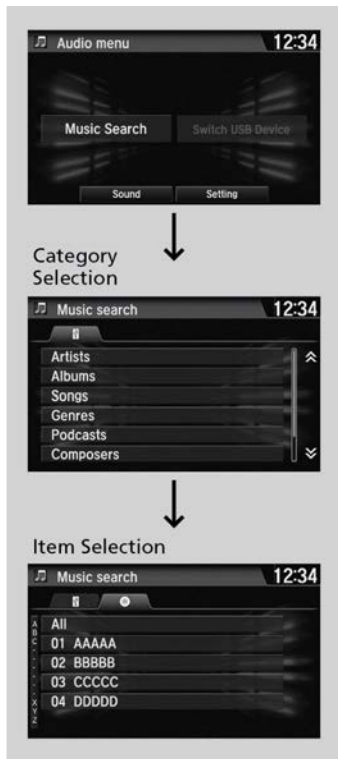 Audio menu 12:34
Music Search Switch USB Device
Sound Setting
Category
Selection
Music search 12:34
Artists
Albums
Songs
Genres
Podcasts
Composers
Item Selection
Music search 12:34
All
01 AAAAA
02 BBBBB
03 CCCCC
04 DDDDD
A
B
C
-
-
-
-
-
X
Y
Z